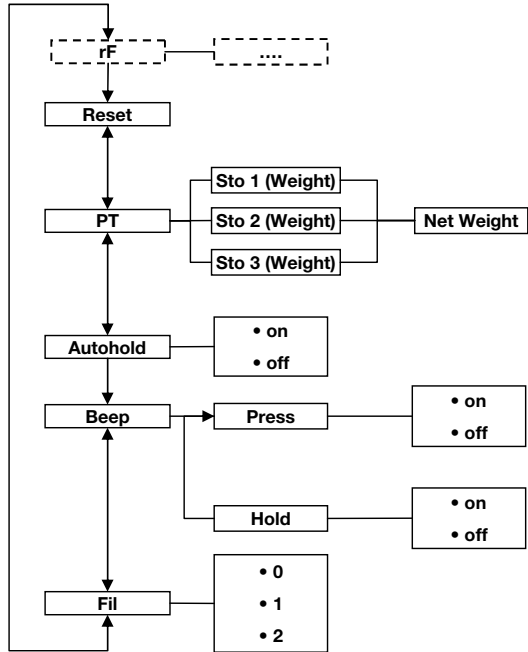 rF
....
Reset
Sto 1 (Weight)
PT
Sto 2 (Weight)
Net Weight
Sto 3 (Weight)
Autohold
• on
• off
Beep
Press
• on
• off
Hold
• on
• off
Fil
• 0
• 1
• 2